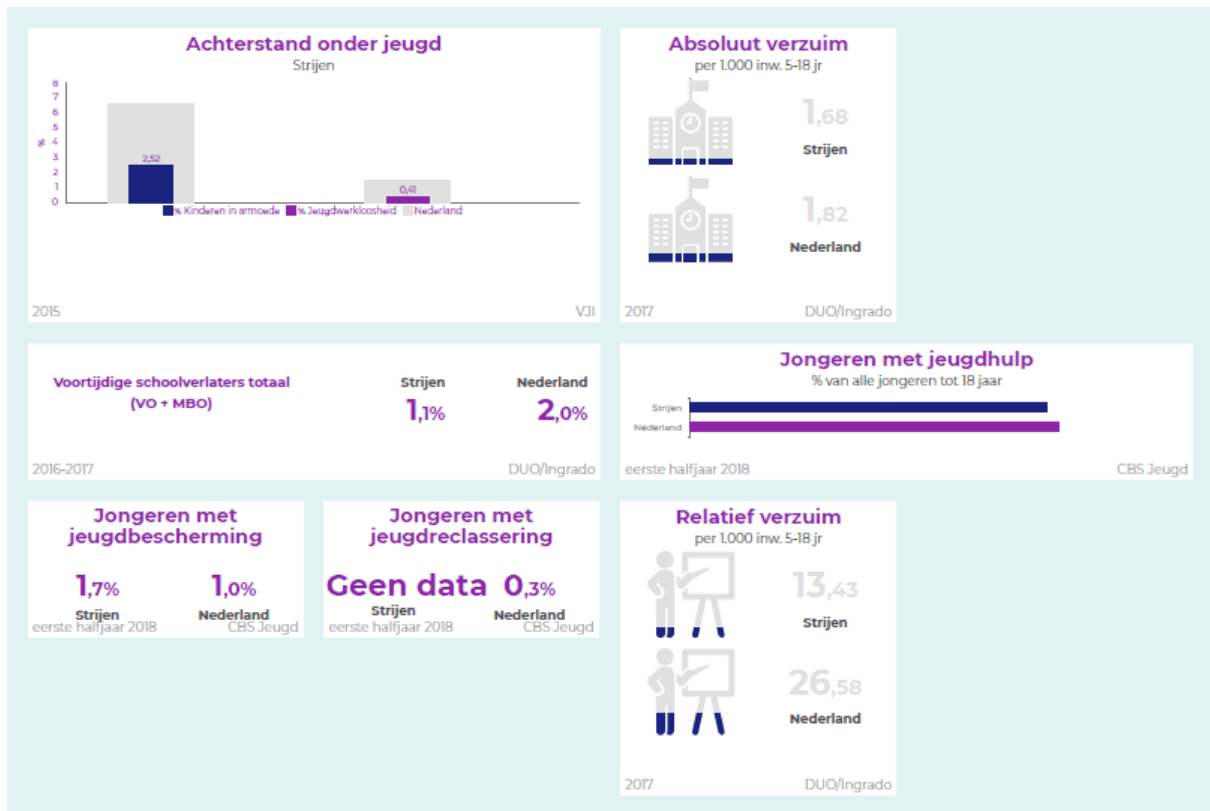 Achterstand onder jeugd
Strijen
8
7
6
5
4
3
2
1
0
%
2,52
0,41
% Kinderen in armoede % Jeugdwerkloosheid Nederland
2015 VJI
Absoluut verzuim
per 1.000 inw. 5-18 jr
1,68
Strijen
1,82
Nederland
2017 DUO/Ingrado
Voortijdige schoolverlaters totaal
(VO + MBO)
Strijen Nederland
1,1% 2,0%
2016-2017 DUO/Ingrado
Jongeren met jeugdhulp
% van alle jongeren tot 18 jaar
Strijen
Nederland
eerste halfjaar 2018 CBS Jeugd
Jongeren met
jeugdbescherming
1,7% 1,0%
Strijen Nederland
eerste halfjaar 2018 CBS Jeugd
Jongeren met
jeugdreclassering
Geen data 0,3%
Strijen Nederland
eerste halfjaar 2018 CBS Jeugd
Relatief verzuim
per 1.000 inw. 5-18 jr
13,43
Strijen
26,58
Nederland
2017 DUO/Ingrado